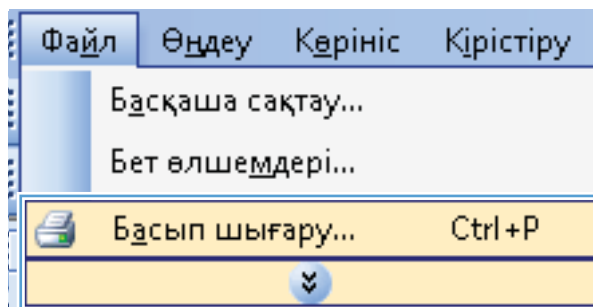 Файл Өңдеу Көрініс Кірістіру
Басқаша сақтау...
Бет өлшемдері...
Басып шығару... Ctrl+P